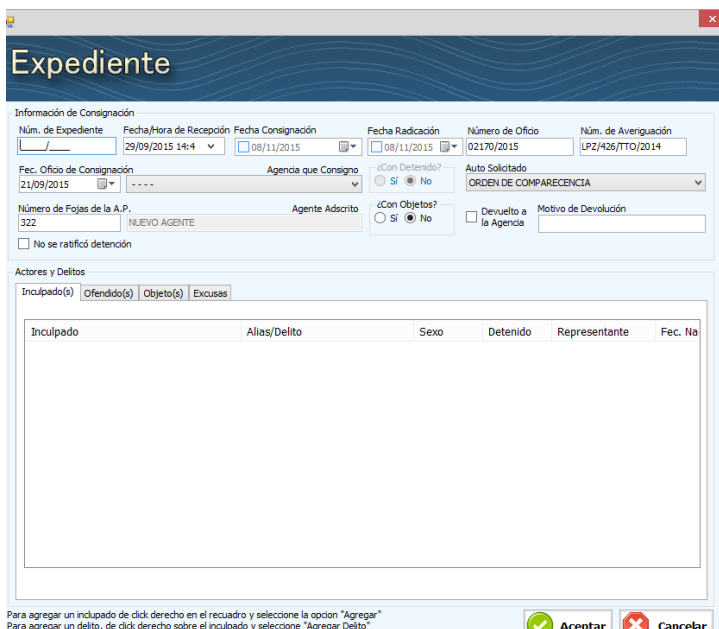 Expediente
Información de Consignación
Núm. de Expediente Fecha/Hora de Recepción Fecha Consignación Fecha Radicación Número de Oficio Núm. de Averiguación
____/____ 29/09/2015 14:4 08/11/2015 08/11/2015 02170/2015 LPZ/426/TTO/2014
Fec. Oficio de Consignación Agencia que Consigno ¿Con Detenido? Auto Solicitado
21/09/2015 - - - - Sí No ORDEN DE COMPARECENCIA
Número de Fojas de la A.P. Agente Adscrito ¿Con Objetos? Devuelto a la Agencia Motivo de Devolución
322 NUEVO AGENTE Sí No
No se ratificó detención
Actores y Delitos
Inculpado(s) Ofendido(s) Objeto(s) Excusas
Inculpado Alias/Delito Sexo Detenido Representante Fec. Na
Para agregar un inclupado de click derecho en el recuadro y seleccione la opcion "Agregar"
Para agregar un delito, de click derecho sobre el inculpado y seleccione "Agregar Delito"
Aceptar Cancelar